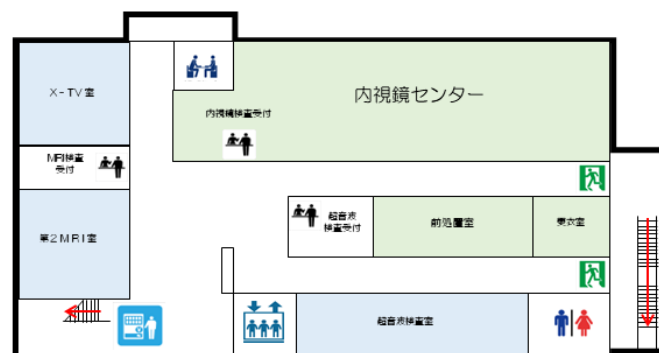 X-TV室
内視鏡センター
内視鏡検査受付
MRI検査
受付
超音波
検査受付
前処置室
更衣室
第2MRI室
超音波検査室